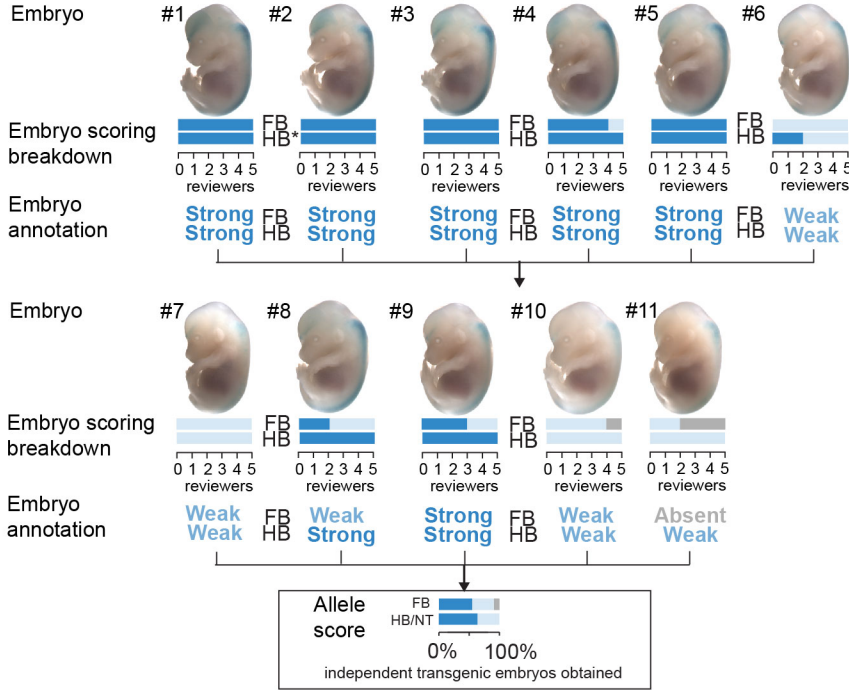 Embryo #1 #2 #3 #4 #5 #6
Embryo scoring FB FB FB
breakdown HB* HB HB
0 1 2 3 4 5 0 1 2 3 4 5 0 1 2 3 4 5 0 1 2 3 4 5 0 1 2 3 4 5 0 1 2 3 4 5
reviewers reviewers reviewers reviewers reviewers reviewers
Embryo Strong FB Strong Strong FB Strong Strong FB Weak
annotation Strong HB Strong Strong HB Strong Strong HB Weak
Embryo #7 #8 #9 #10 #11
Embryo scoring FB FB
breakdown HB HB
0 1 2 3 4 5 0 1 2 3 4 5 0 1 2 3 4 5 0 1 2 3 4 5 0 1 2 3 4 5
reviewers reviewers reviewers reviewers reviewers
Embryo Weak FB Weak Strong FB Weak Absent
annotation Weak HB Strong Strong HB Weak Weak
Allele FB
score HB/NT
0% 100%
independent transgenic embryos obtained